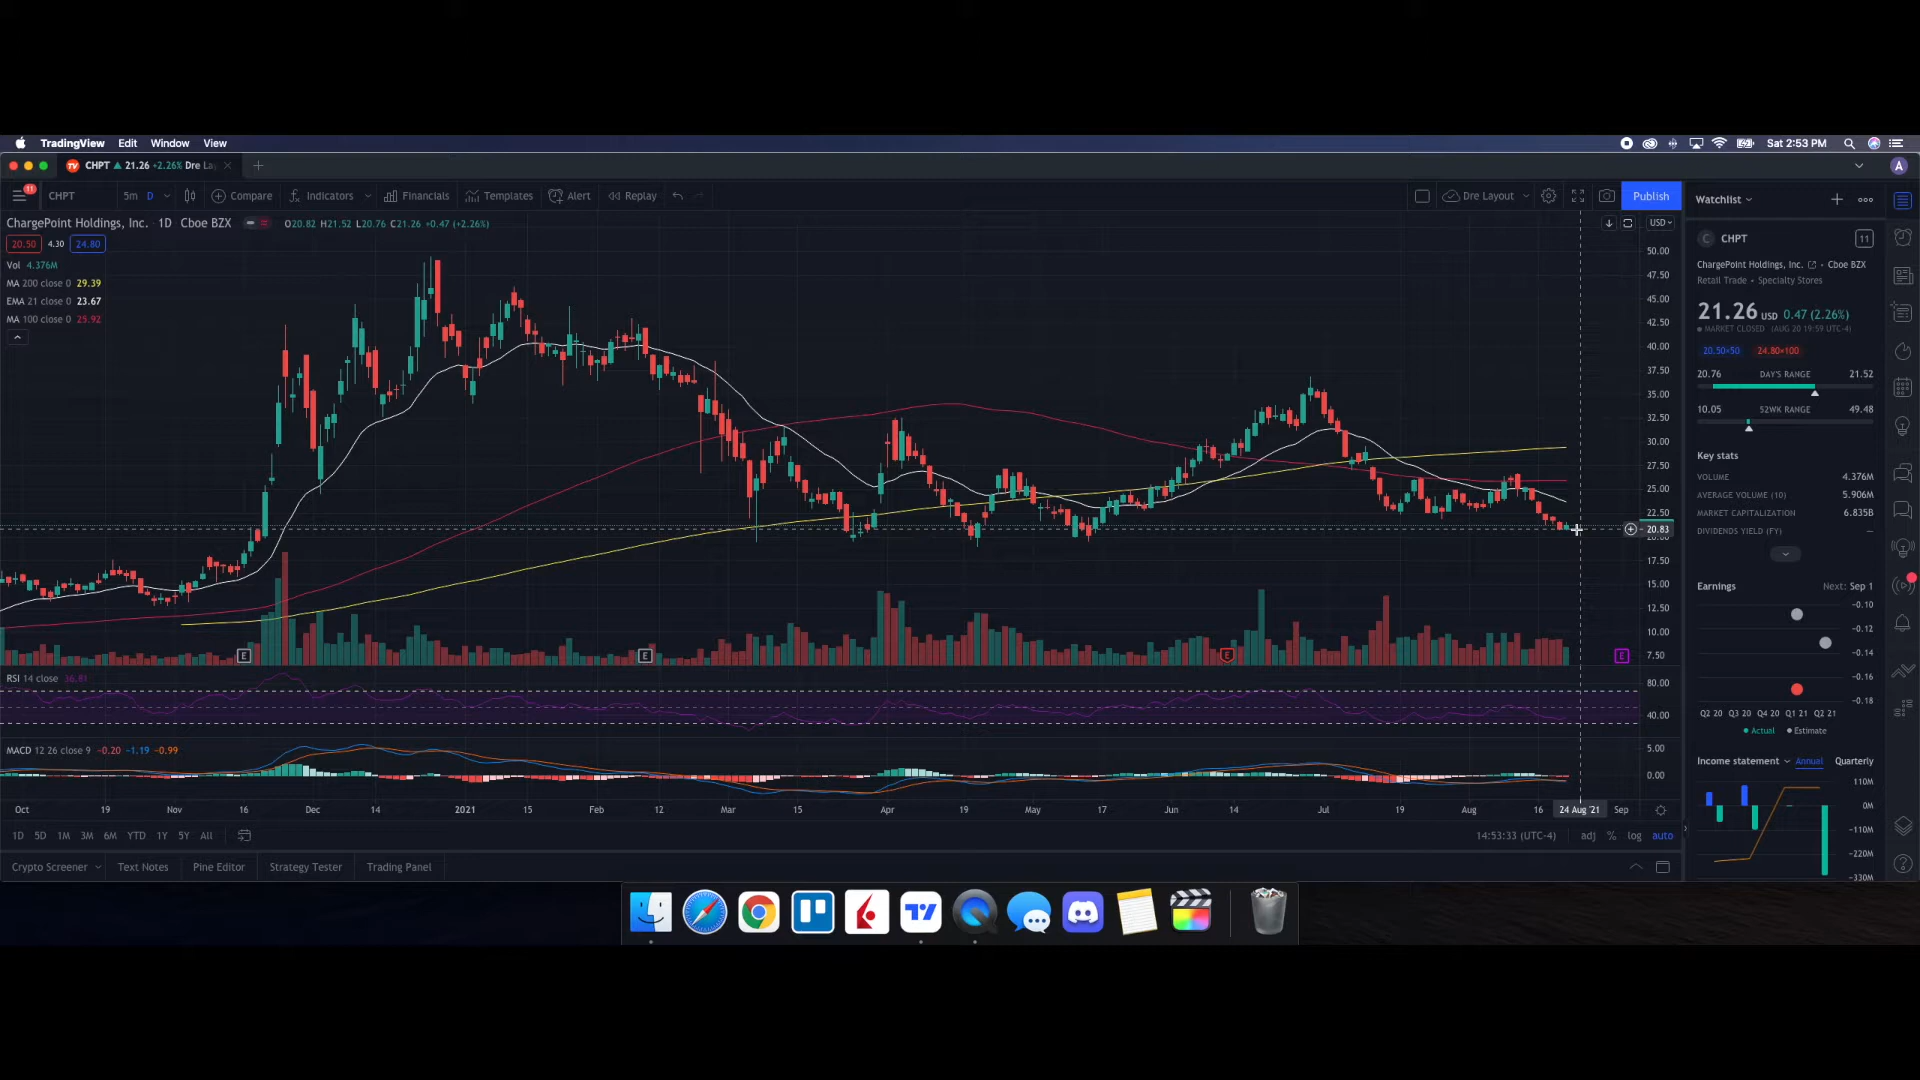 TradingView Edit Window View
Sat 2:53 PM
CHPT ▲ 21.26 +2.26% Dre La
A
11
CHPT 5m D Compare Indicators Financials Templates Alert Replay
Dre Layout Publish
ChargePoint Holdings, Inc. · 1D Cboe BZX O20.82 H21.52 L20.76 C21.26 +0.47 (+2.26%)
USD
20.50 4.30 24.80
Vol 4.376M
MA 200 close 0 29.39
EMA 21 close 0 23.67
MA 100 close 0 25.92
50.00
47.50
45.00
42.50
40.00
37.50
35.00
32.50
30.00
27.50
25.00
22.50
20.83
20.00
17.50
15.00
12.50
10.00
7.50
E E E E
RSI 14 close 36.81
80.00
40.00
MACD 12 26 close 9 −0.20 −1.19 −0.99
5.00
0.00
Oct 19 Nov 16 Dec 14 2021 15 Feb 12 Mar 15 Apr 19 May 17 Jun 14 Jul 19 Aug 16 24 Aug '21 Sep
1D 5D 1M 3M 6M YTD 1Y 5Y All
14:53:33 (UTC-4) adj % log auto
Crypto Screener Text Notes Pine Editor Strategy Tester Trading Panel
Watchlist
C CHPT 11
ChargePoint Holdings, Inc. · Cboe BZX
Retail Trade · Specialty Stores
21.26 USD 0.47 (2.26%)
MARKET CLOSED (AUG 20 19:59 UTC-4)
20.50×50 24.80×100
20.76 DAY'S RANGE 21.52
10.05 52WK RANGE 49.48
Key stats
VOLUME 4.376M
AVERAGE VOLUME (10) 5.906M
MARKET CAPITALIZATION 6.835B
DIVIDENDS YIELD (FY) —
Earnings Next: Sep 1
−0.10
−0.12
−0.14
−0.16
−0.18
Q2 20 Q3 20 Q4 20 Q1 21 Q2 21
Actual Estimate
Income statement Annual Quarterly
110M
0M
−110M
−220M
−330M